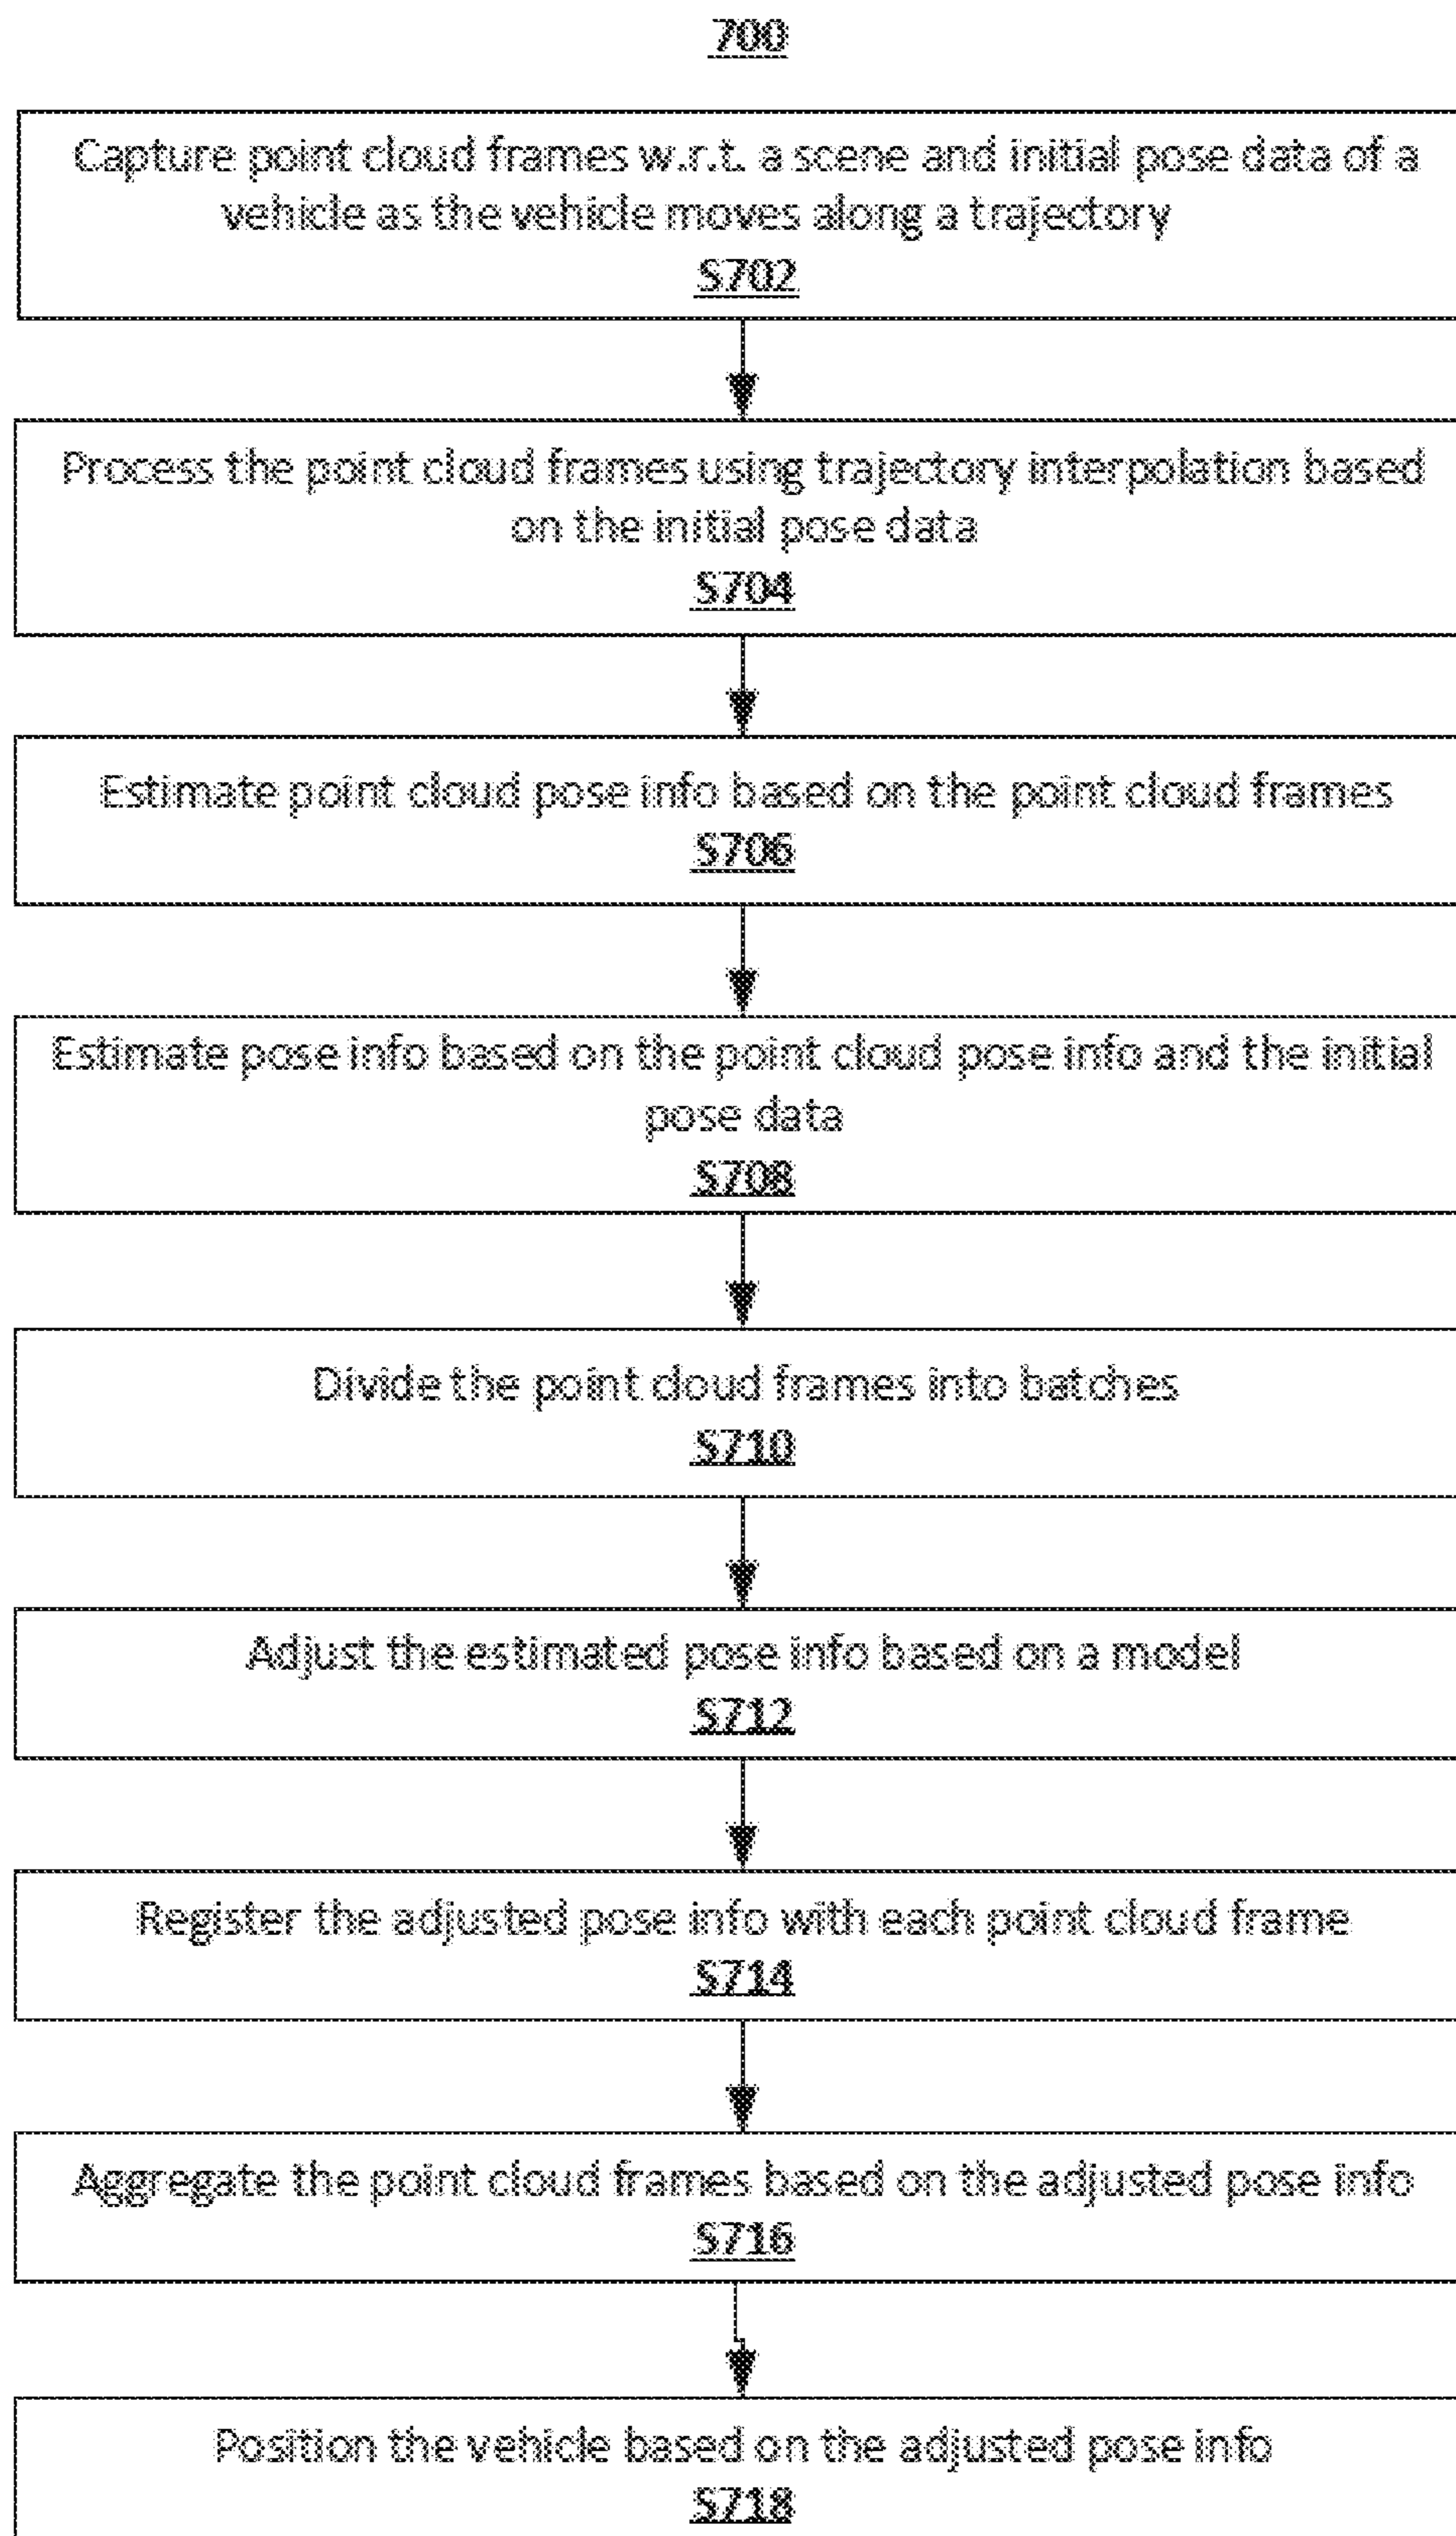 700
Capture point cloud frames w.r.t. a scene and initial pose data of a
vehicle as the vehicle moves along a trajectory
S702
Process the point cloud frames using trajectory interpolation based
on the initial pose data
S704
Estimate point cloud pose info based on the point cloud frames
S706
Estimate pose info based on the point cloud pose info and the initial
pose data
S708
Divide the point cloud frames into batches
S710
Adjust the estimated pose info based on a model
S712
Register the adjusted pose info with each point cloud frame
S714
Aggregate the point cloud frames based on the adjusted pose info
S716
Position the vehicle based on the adjusted pose info
S718